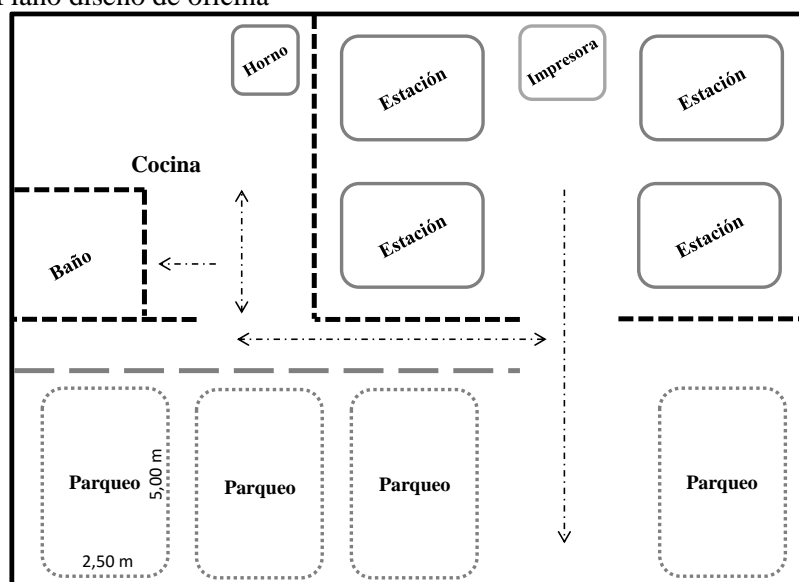 Plano diseño de oficina
Horno
Estación
Impresora
Estación
Cocina
Baño
Estación
Estación
Parqueo
5,00 m
2,50 m
Parqueo
Parqueo
Parqueo